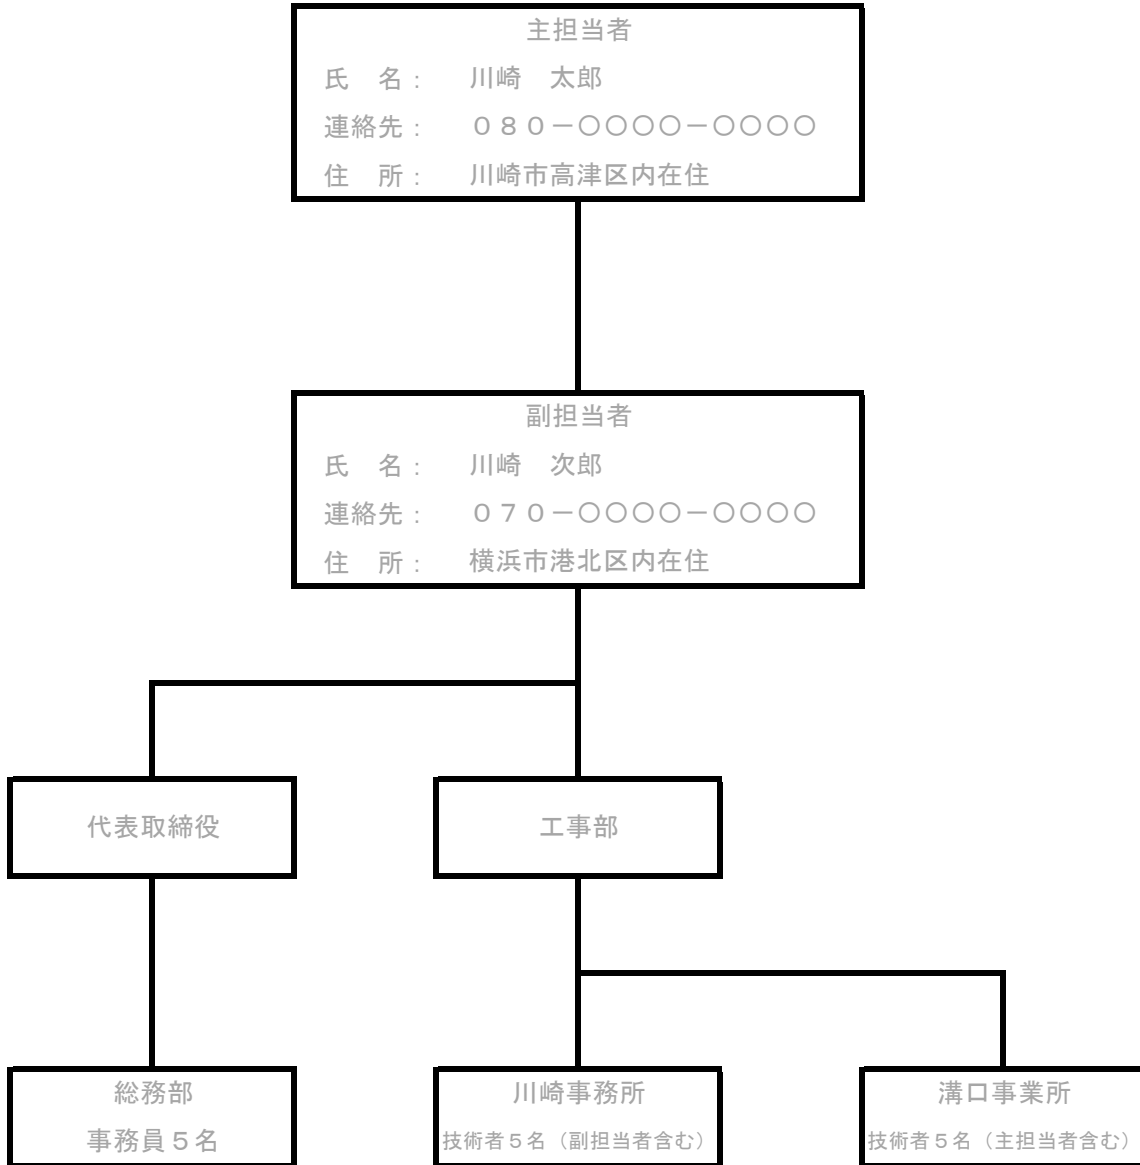 主担当者
氏　名：　川崎　太郎
連絡先：　０８０－〇〇〇〇－〇〇〇〇
住　所：　川崎市高津区内在住
副担当者
氏　名：　川崎　次郎
連絡先：　０７０－〇〇〇〇－〇〇〇〇
住　所：　横浜市港北区内在住
代表取締役
工事部
総務部
事務員５名
川崎事務所
技術者５名（副担当者含む）
溝口事業所
技術者５名（主担当者含む）